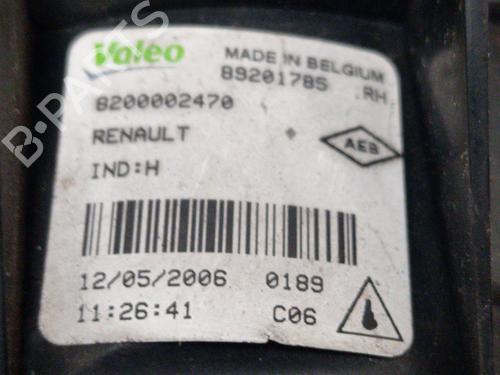 Valeo
MADE IN BELGIUM
89201785 RH
8200002470
RENAULT
AEB
IND:H
12/05/2006 0189
11:26:41 C06
B-PARTS